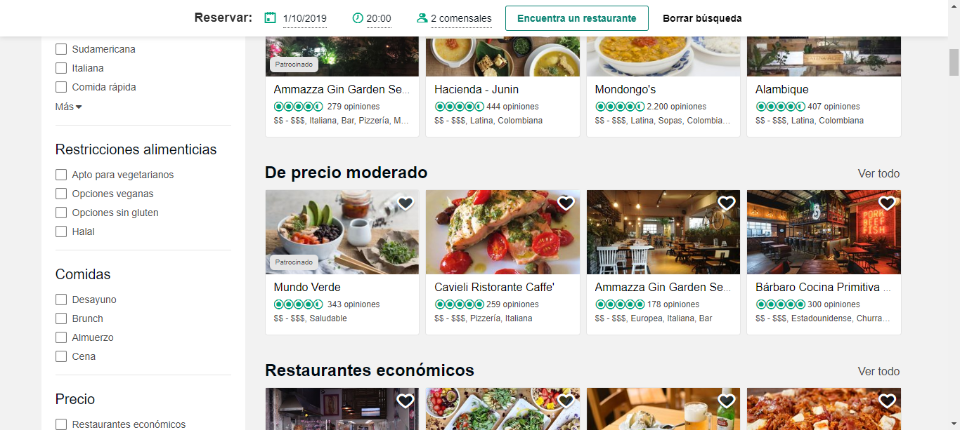 Reservar: 1/10/2019 20:00 2 comensales Encuentra un restaurante Borrar búsqueda
Sudamericana
Italiana
Comida rápida
Más
Restricciones alimenticias
Apto para vegetarianos
Opciones veganas
Opciones sin gluten
Halal
Comidas
Desayuno
Brunch
Almuerzo
Cena
Precio
Restaurantes económicos
Patrocinado
Ammazza Gin Garden Se...
279 opiniones
$$ - $$$, Italiana, Bar, Pizzería, M...
Hacienda - Junin
444 opiniones
$$ - $$$, Latina, Colombiana
Mondongo's
2.200 opiniones
$$ - $$$, Latina, Sopas, Colombia...
Alambique
407 opiniones
$$ - $$$, Latina, Colombiana
De precio moderado
Ver todo
Patrocinado
Mundo Verde
343 opiniones
$$ - $$$, Saludable
Cavieli Ristorante Caffe'
259 opiniones
$$ - $$$, Pizzería, Italiana
Ammazza Gin Garden Se...
178 opiniones
$$ - $$$, Europea, Italiana, Bar
PORK
BEEF
FISH
Bárbaro Cocina Primitiva ...
300 opiniones
$$ - $$$, Estadounidense, Churra...
Restaurantes económicos
Ver todo